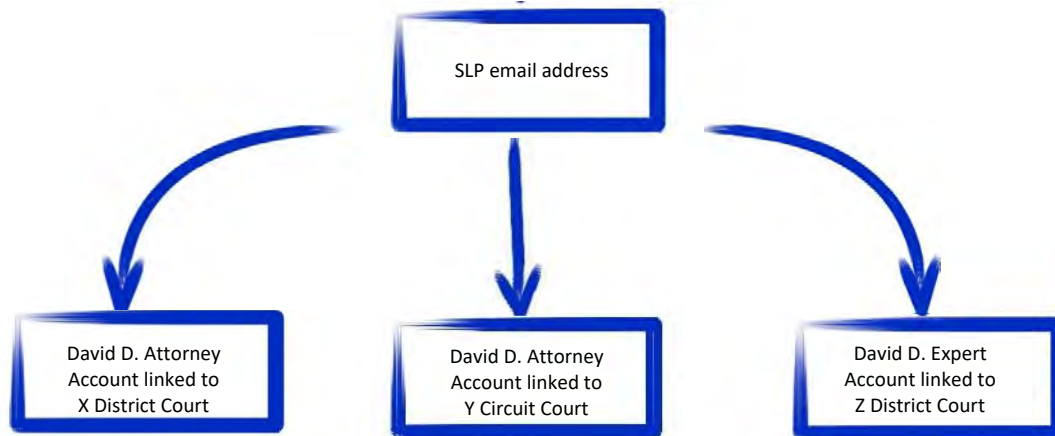 SLP email address
David D. Attorney
Account linked to
X District Court
David D. Attorney
Account linked to
Y Circuit Court
David D. Expert
Account linked to
Z District Court